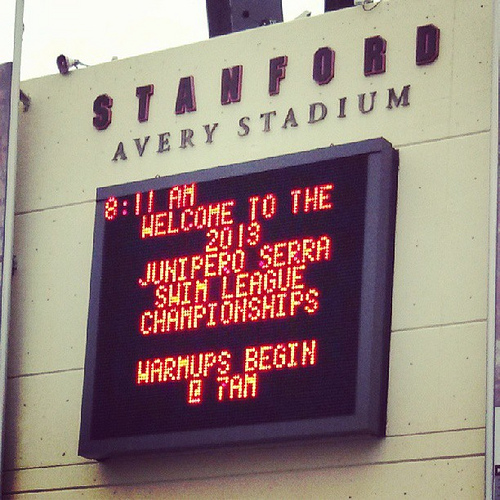 STANFORD
AVERY STADIUM
8:11 AM
WELCOME TO THE
2013
JUNIPERO SERRA
SWIM LEAGUE
CHAMPIONSHIPS
WARMUPS BEGIN
@ 7AM